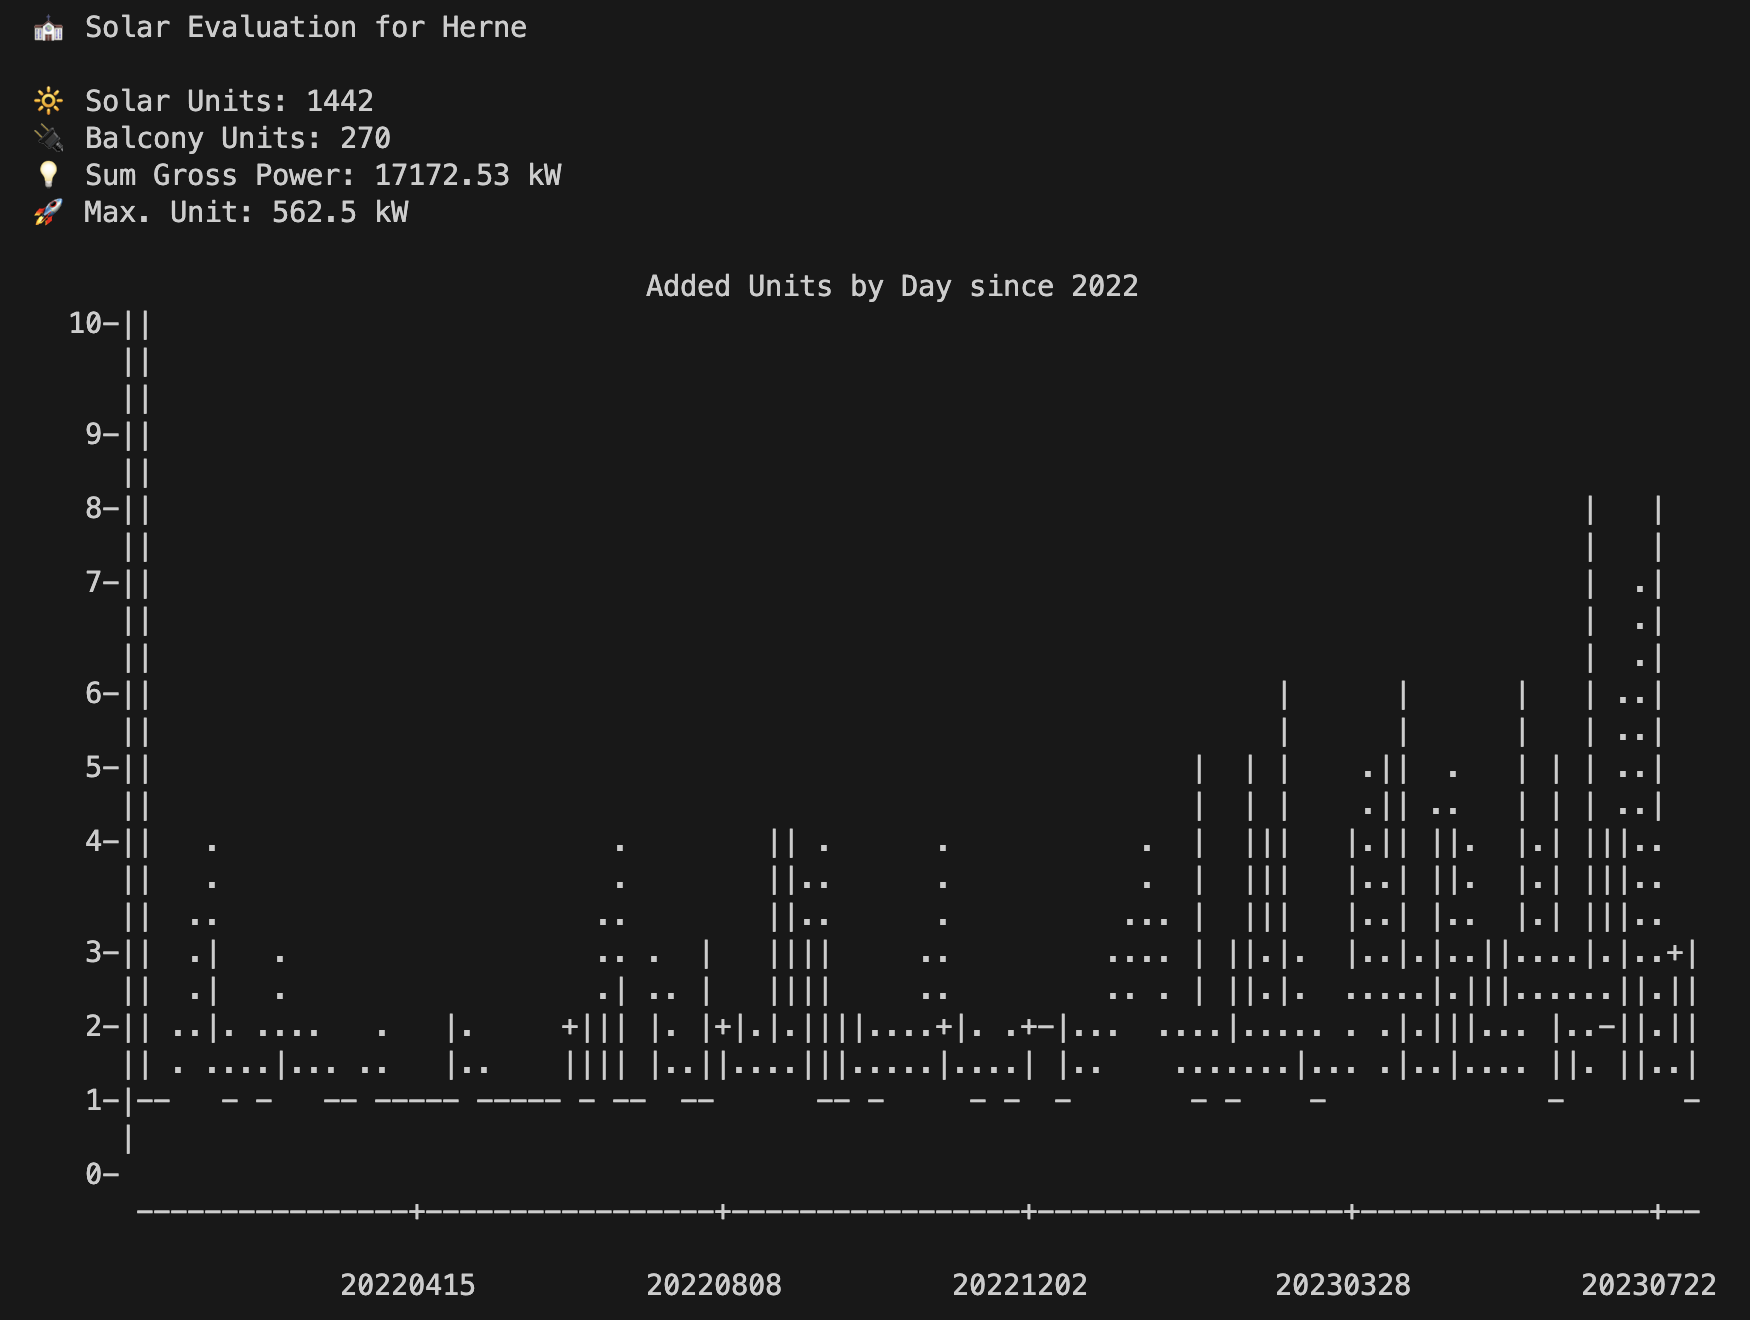 Solar Evaluation for Herne
Solar Units: 1442
Balcony Units: 270
Sum Gross Power: 17172.53 kW
Max. Unit: 562.5 kW
Added Units by Day since 2022
10
9
8
7
6
5
4
3
2
1
0
20220415 20220808 20221202 20230328 20230722